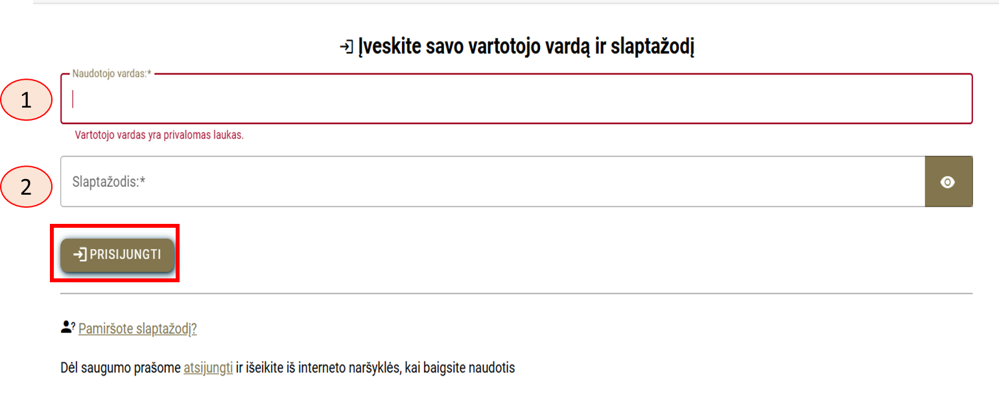 Įveskite savo vartotojo vardą ir slaptažodį
Naudotojo vardas:*
1
Vartotojo vardas yra privalomas laukas.
2
Slaptažodis:*
PRISIJUNGTI
Pamiršote slaptažodį?
Dėl saugumo prašome atsijungti ir išeikite iš interneto naršyklės, kai baigsite naudotis